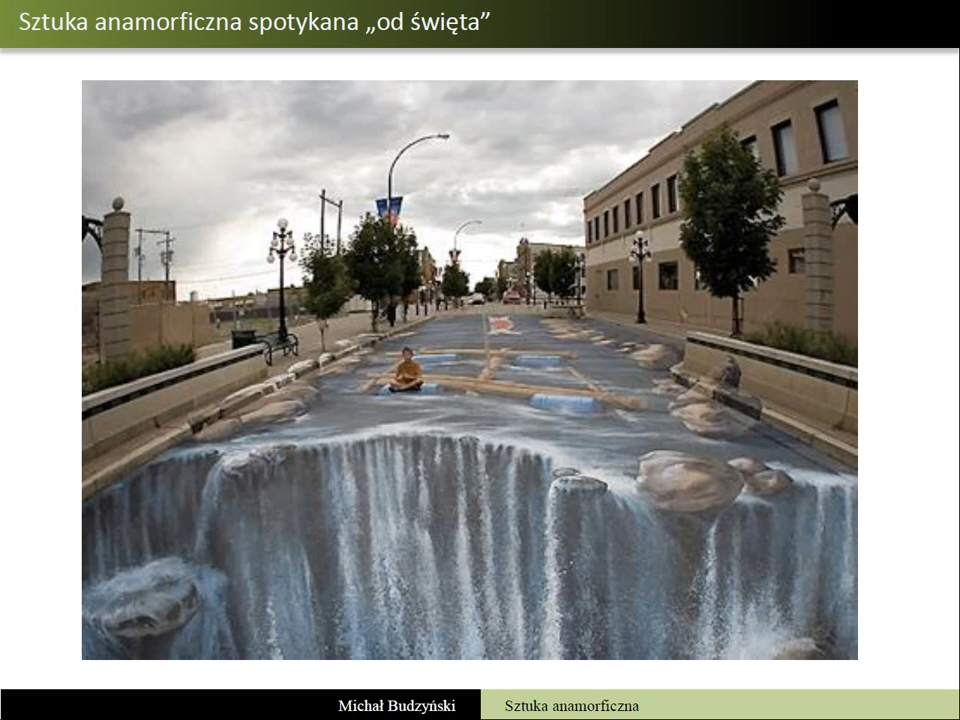 Sztuka anamorficzna spotykana „od święta”
Michał Budzyński
Sztuka anamorficzna